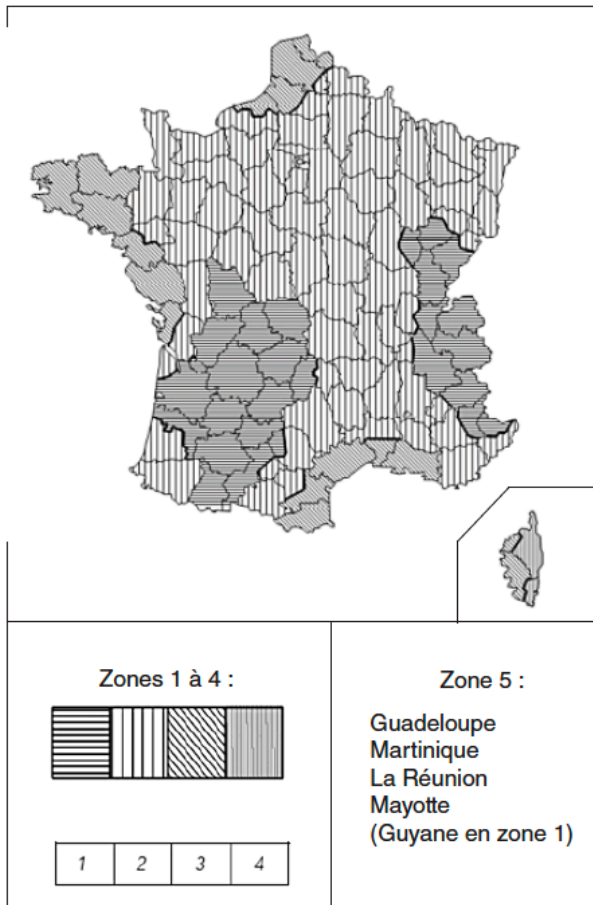 Zones 1 à 4 :
1 2 3 4
Zone 5 :
Guadeloupe
Martinique
La Réunion
Mayotte
(Guyane en zone 1)